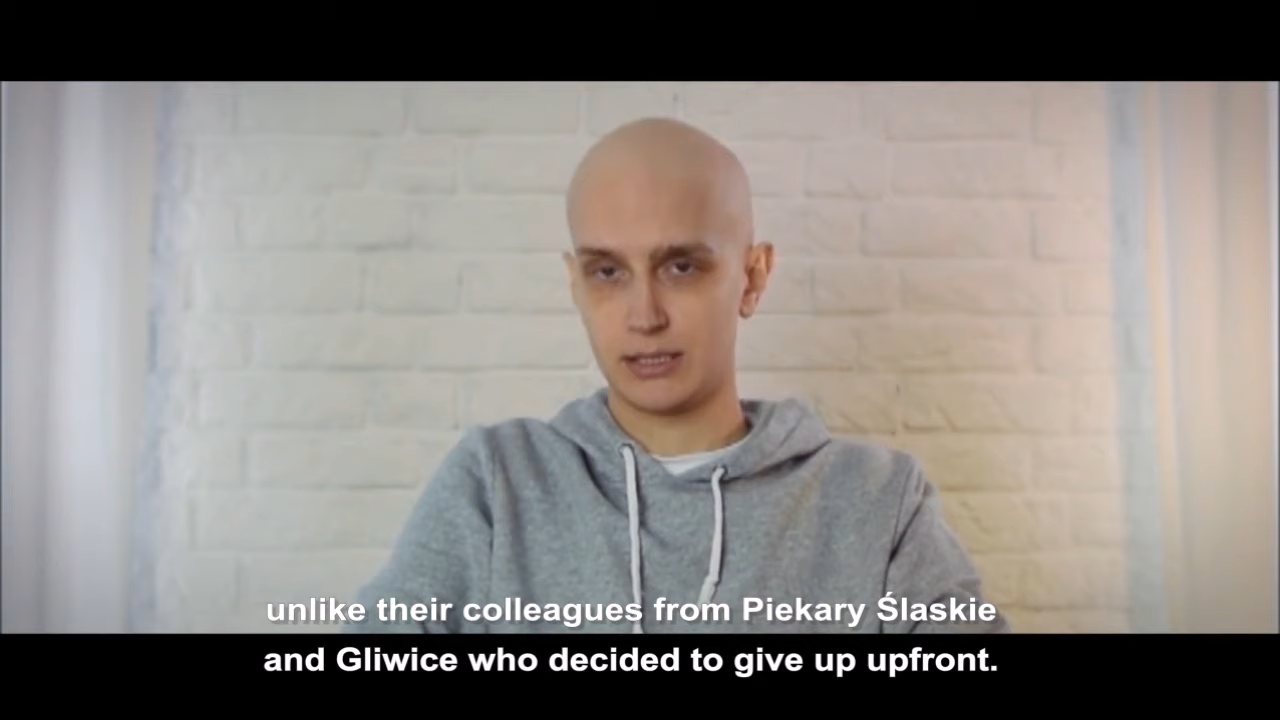 unlike their colleagues from Piekary Ślaskie
and Gliwice who decided to give up upfront.